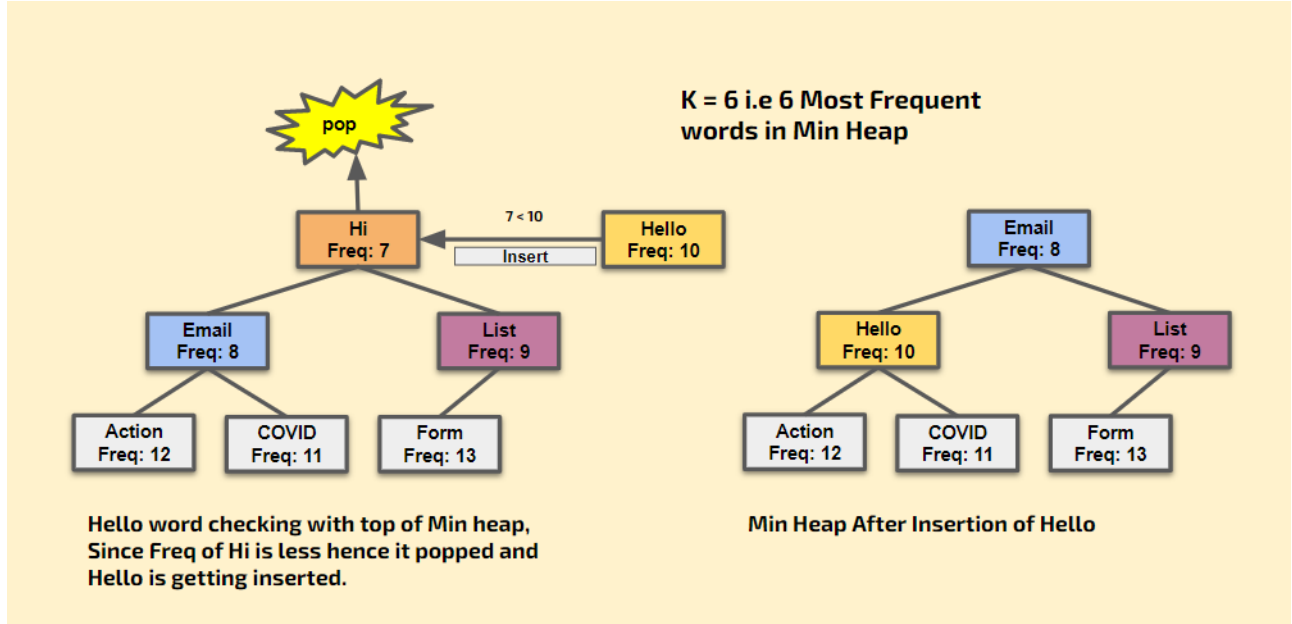 K = 6 i.e 6 Most Frequent
words in Min Heap
pop
Hi
Freq: 7
7 < 10
Insert
Hello
Freq: 10
Email
Freq: 8
List
Freq: 9
Action
Freq: 12
COVID
Freq: 11
Form
Freq: 13
Hello word checking with top of Min heap,
Since Freq of Hi is less hence it popped and
Hello is getting inserted.
Email
Freq: 8
Hello
Freq: 10
List
Freq: 9
Action
Freq: 12
COVID
Freq: 11
Form
Freq: 13
Min Heap After Insertion of Hello